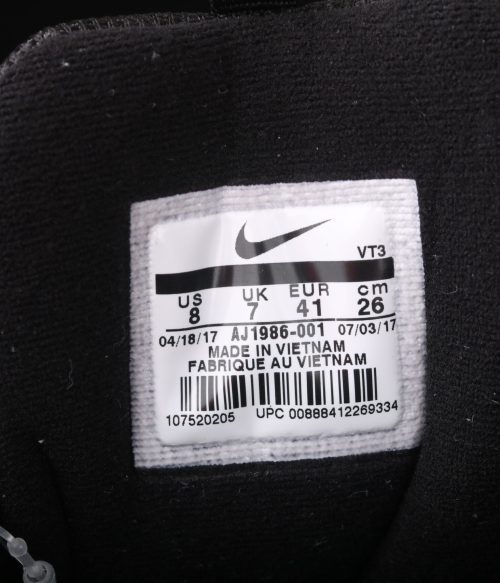 VT3
US UK EUR cm
8 7 41 26
04/18/17 AJ1986-001 07/03/17
MADE IN VIETNAM
FABRIQUE AU VIETNAM
107520205 UPC 00888412269334